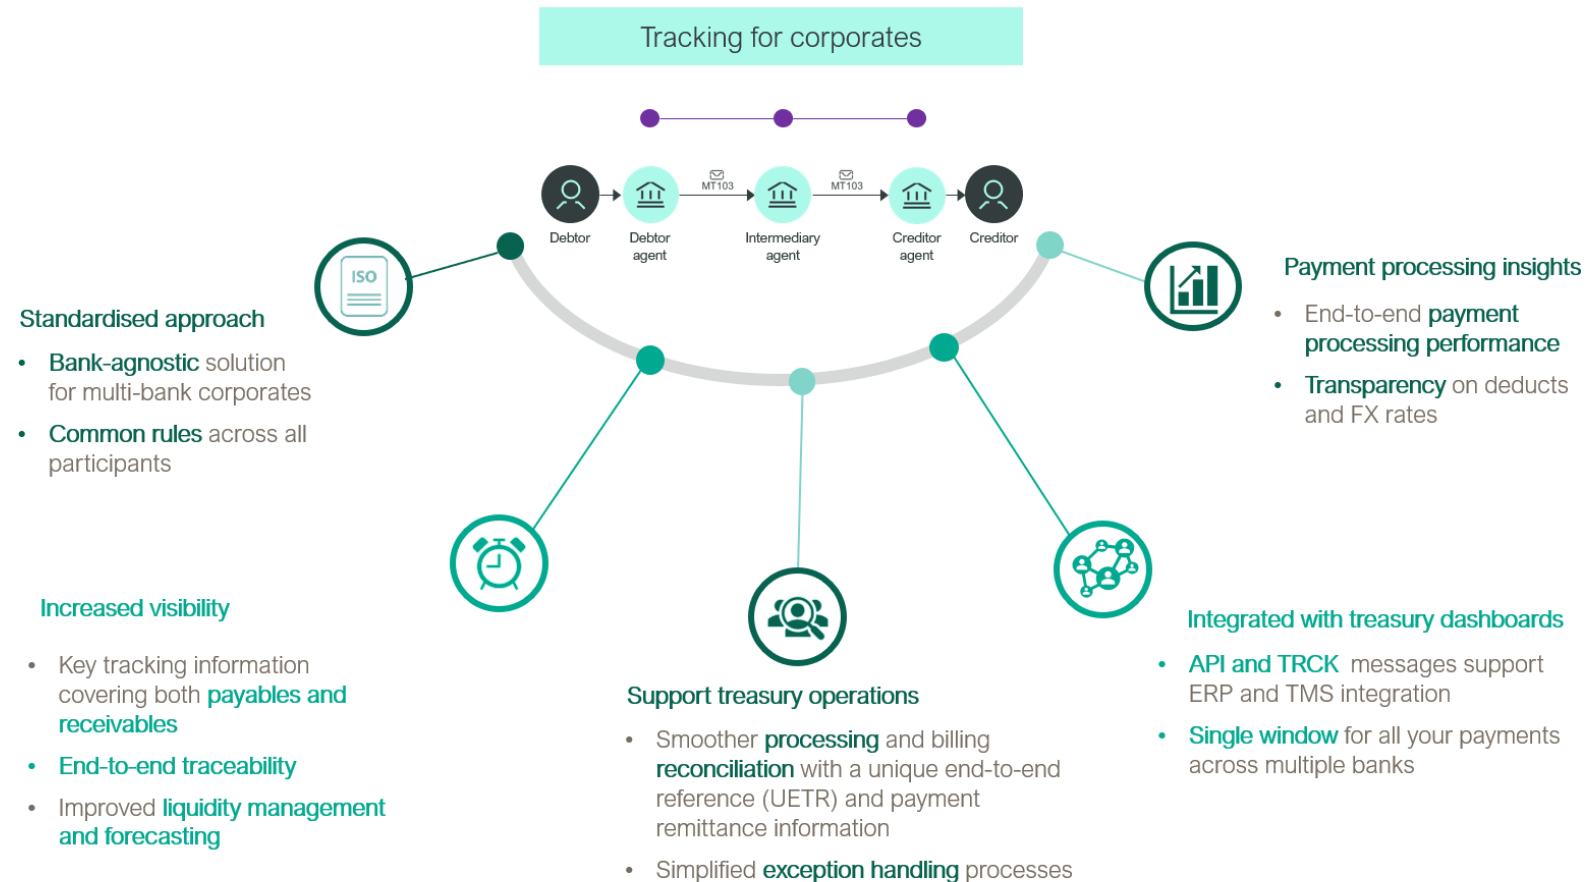 Tracking for corporates
MT103
MT103
Debtor
Debtor
agent
Intermediary
agent
Creditor
agent
Creditor
ISO
Standardised approach
• Bank-agnostic solution
for multi-bank corporates
• Common rules across all
participants
Increased visibility
• Key tracking information
covering both payables and
receivables
• End-to-end traceability
• Improved liquidity management
and forecasting
Support treasury operations
• Smoother processing and billing
reconciliation with a unique end-to-end
reference (UETR) and payment
remittance information
• Simplified exception handling processes
Integrated with treasury dashboards
• API and TRCK messages support
ERP and TMS integration
• Single window for all your payments
across multiple banks
Payment processing insights
• End-to-end payment
processing performance
• Transparency on deducts
and FX rates